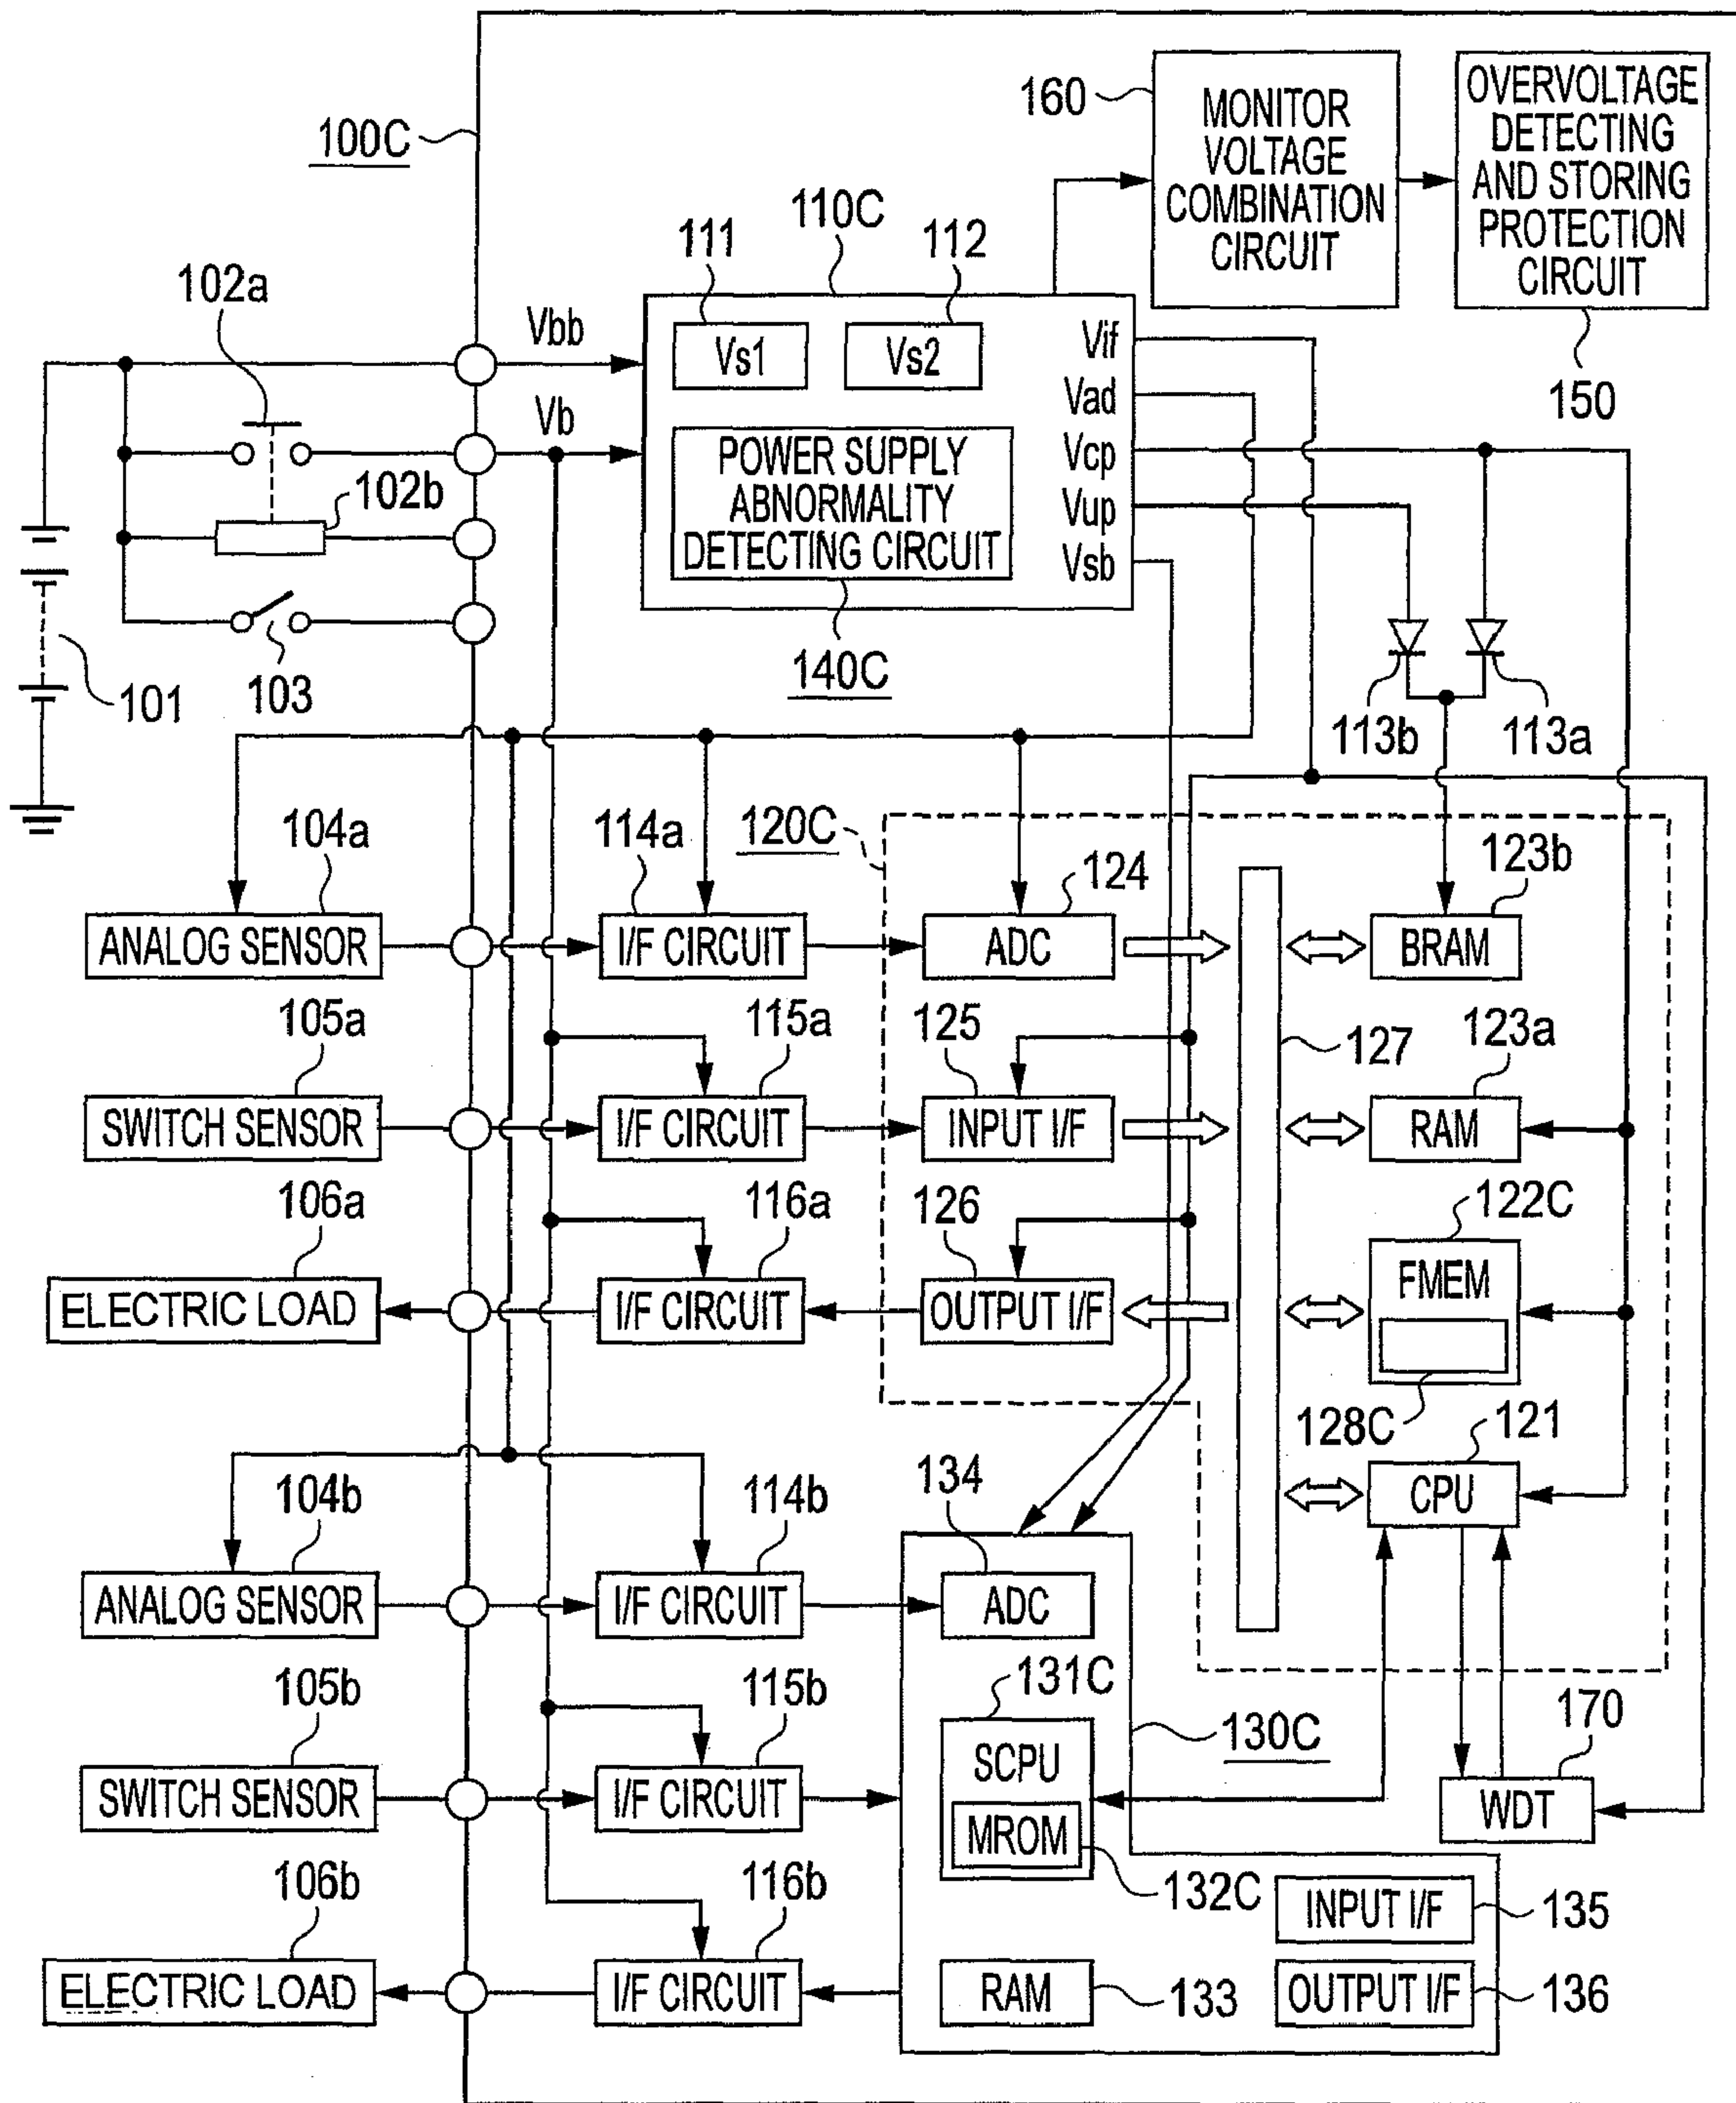 100C
160
MONITOR
VOLTAGE
COMBINATION
CIRCUIT
OVERVOLTAGE
DETECTING
AND STORING
PROTECTION
CIRCUIT
150
110C
111
112
102a
Vbb
Vb
Vs1
Vs2
Vif
Vad
Vcp
Vup
Vsb
POWER SUPPLY
ABNORMALITY
DETECTING CIRCUIT
102b
101
103
140C
113b
113a
104a
114a
120C
124
123b
ANALOG SENSOR
I/F CIRCUIT
ADC
BRAM
105a
115a
125
127
123a
SWITCH SENSOR
I/F CIRCUIT
INPUT I/F
RAM
106a
116a
126
122C
ELECTRIC LOAD
I/F CIRCUIT
OUTPUT I/F
FMEM
128C
121
104b
114b
134
CPU
ANALOG SENSOR
I/F CIRCUIT
ADC
105b
115b
131C
130C
170
SWITCH SENSOR
I/F CIRCUIT
SCPU
MROM
WDT
106b
116b
132C
INPUT I/F
135
ELECTRIC LOAD
I/F CIRCUIT
RAM
133
OUTPUT I/F
136